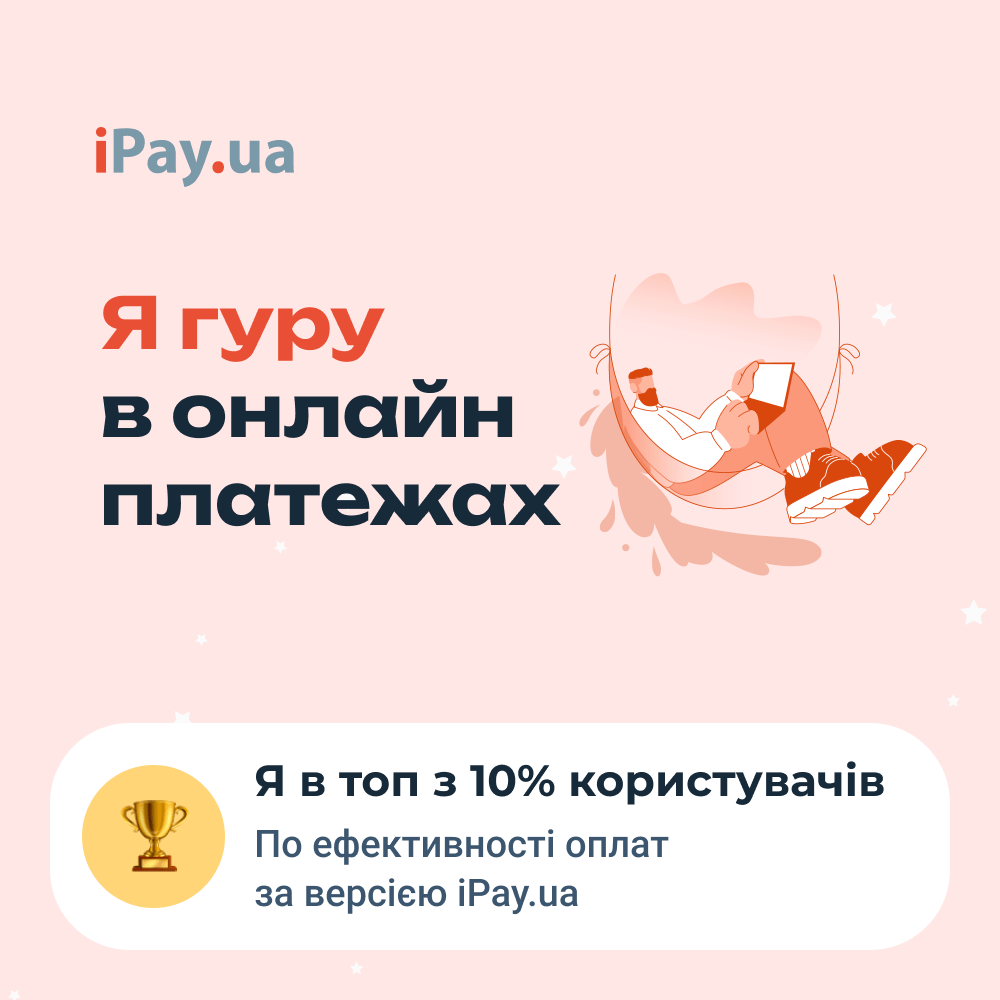 iPay.ua
Я гуру
в онлайн
платежах
Я в топ з 10% користувачів
По ефективності оплат
за версією iPay.ua